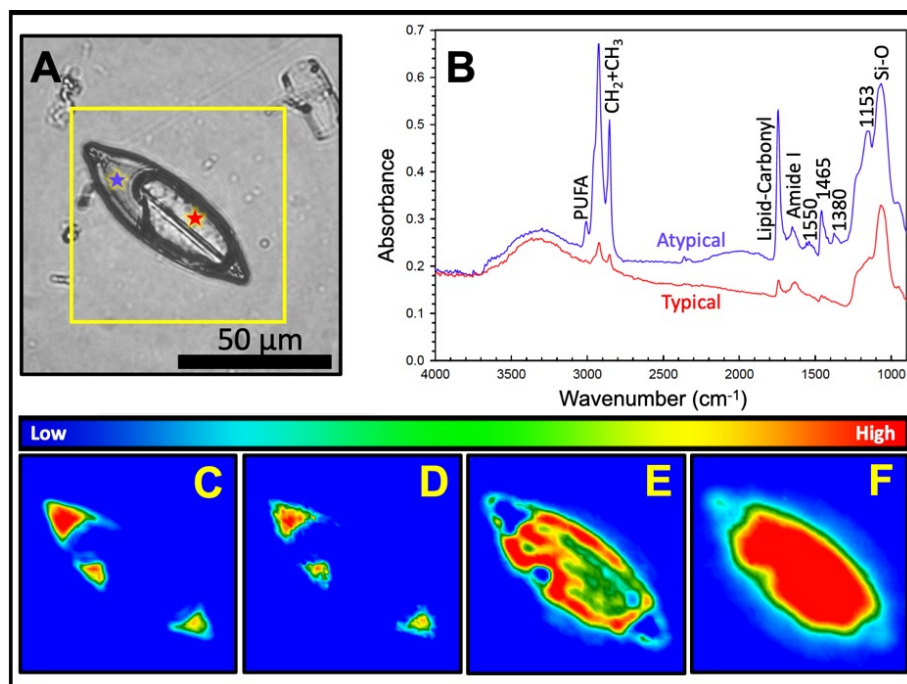 A
50 µm
B
0.7
0.6
0.5
0.4
0.3
0.2
0.1
0.0
Absorbance
PUFA
CH₂+CH₃
Lipid-Carbonyl
Amide I
1550
1465
1380
1153
Si-O
Atypical
Typical
4000 3500 3000 2500 2000 1500 1000
Wavenumber (cm⁻¹)
Low High
C D E F